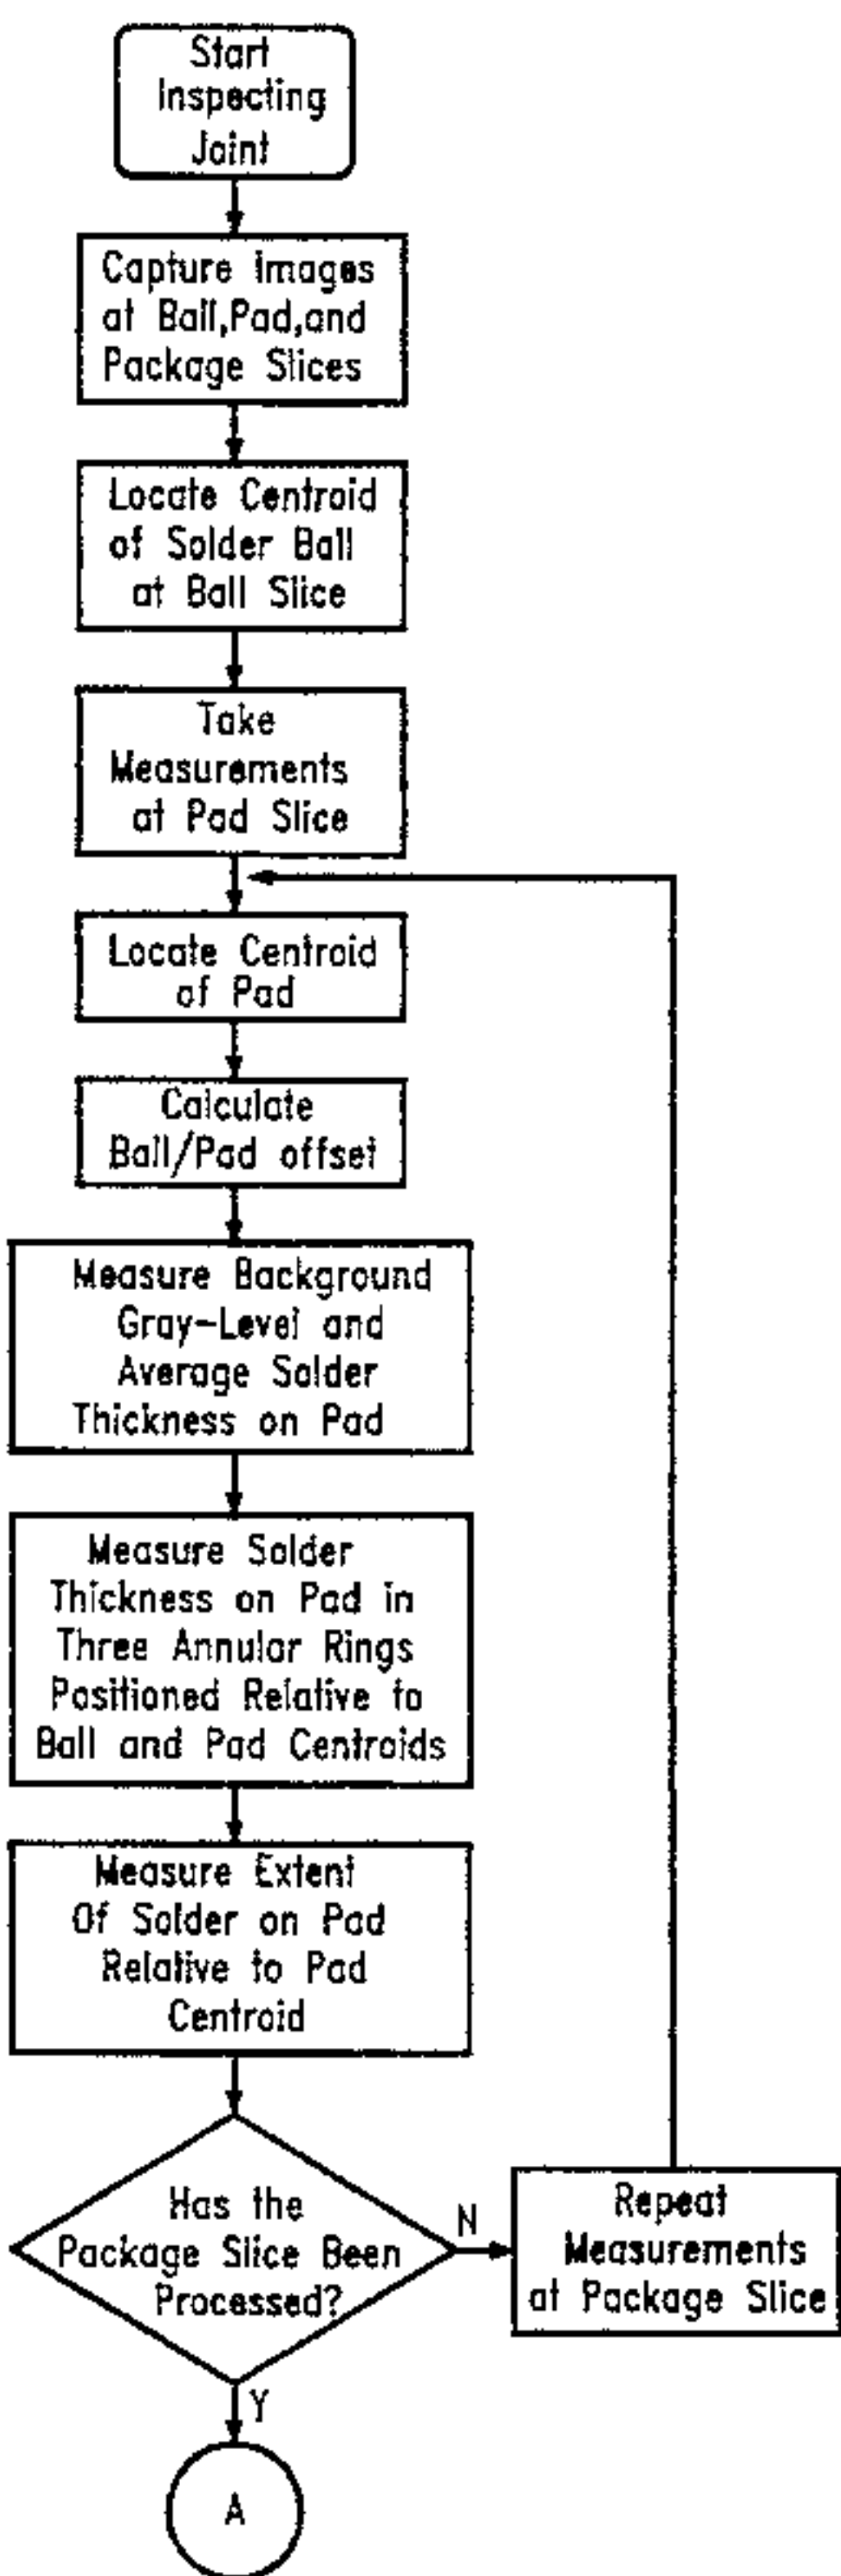 Start
Inspecting
Joint
Capture Images
at Ball,Pad,and
Package Slices
Locate Centroid
of Solder Ball
at Ball Slice
Take
Measurements
at Pad Slice
Locate Centroid
of Pad
Calculate
Ball/Pad offset
Measure Background
Gray-Level and
Average Solder
Thickness on Pad
Measure Solder
Thickness on Pad in
Three Annular Rings
Positioned Relative to
Ball and Pad Centroids
Measure Extent
Of Solder on Pad
Relative to Pad
Centroid
Has the
Package Slice Been
Processed?
N
Repeat
Measurements
at Package Slice
Y
A